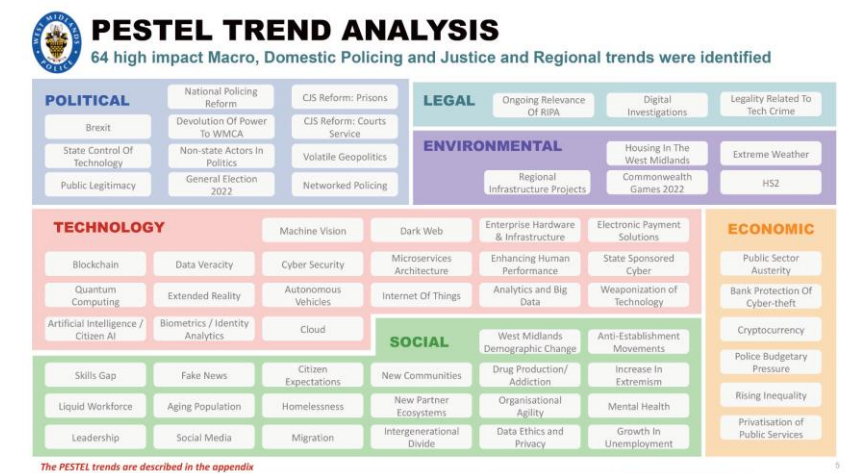 WEST MIDLANDS
POLICE
PESTEL TREND ANALYSIS
64 high impact Macro, Domestic Policing and Justice and Regional trends were identified
POLITICAL
National Policing
Reform
CJS Reform: Prisons
Brexit
Devolution Of Power
To WMCA
CJS Reform: Courts
Service
State Control Of
Technology
Non-state Actors In
Politics
Volatile Geopolitics
Public Legitimacy
General Election
2022
Networked Policing
LEGAL
Ongoing Relevance
Of RIPA
Digital
Investigations
Legality Related To
Tech Crime
ENVIRONMENTAL
Housing In The
West Midlands
Extreme Weather
Regional
Infrastructure Projects
Commonwealth
Games 2022
HS2
TECHNOLOGY
Machine Vision
Dark Web
Enterprise Hardware
& Infrastructure
Electronic Payment
Solutions
Blockchain
Data Veracity
Cyber Security
Microservices
Architecture
Enhancing Human
Performance
State Sponsored
Cyber
Quantum
Computing
Extended Reality
Autonomous
Vehicles
Internet Of Things
Analytics and Big
Data
Weaponization of
Technology
Artificial Intelligence /
Citizen AI
Biometrics / Identity
Analytics
Cloud
SOCIAL
West Midlands
Demographic Change
Anti-Establishment
Movements
Skills Gap
Fake News
Citizen
Expectations
New Communities
Drug Production/
Addiction
Increase In
Extremism
Liquid Workforce
Aging Population
Homelessness
New Partner
Ecosystems
Organisational
Agility
Mental Health
Leadership
Social Media
Migration
Intergenerational
Divide
Data Ethics and
Privacy
Growth In
Unemployment
ECONOMIC
Public Sector
Austerity
Bank Protection Of
Cyber-theft
Cryptocurrency
Police Budgetary
Pressure
Rising Inequality
Privatisation of
Public Services
The PESTEL trends are described in the appendix
5